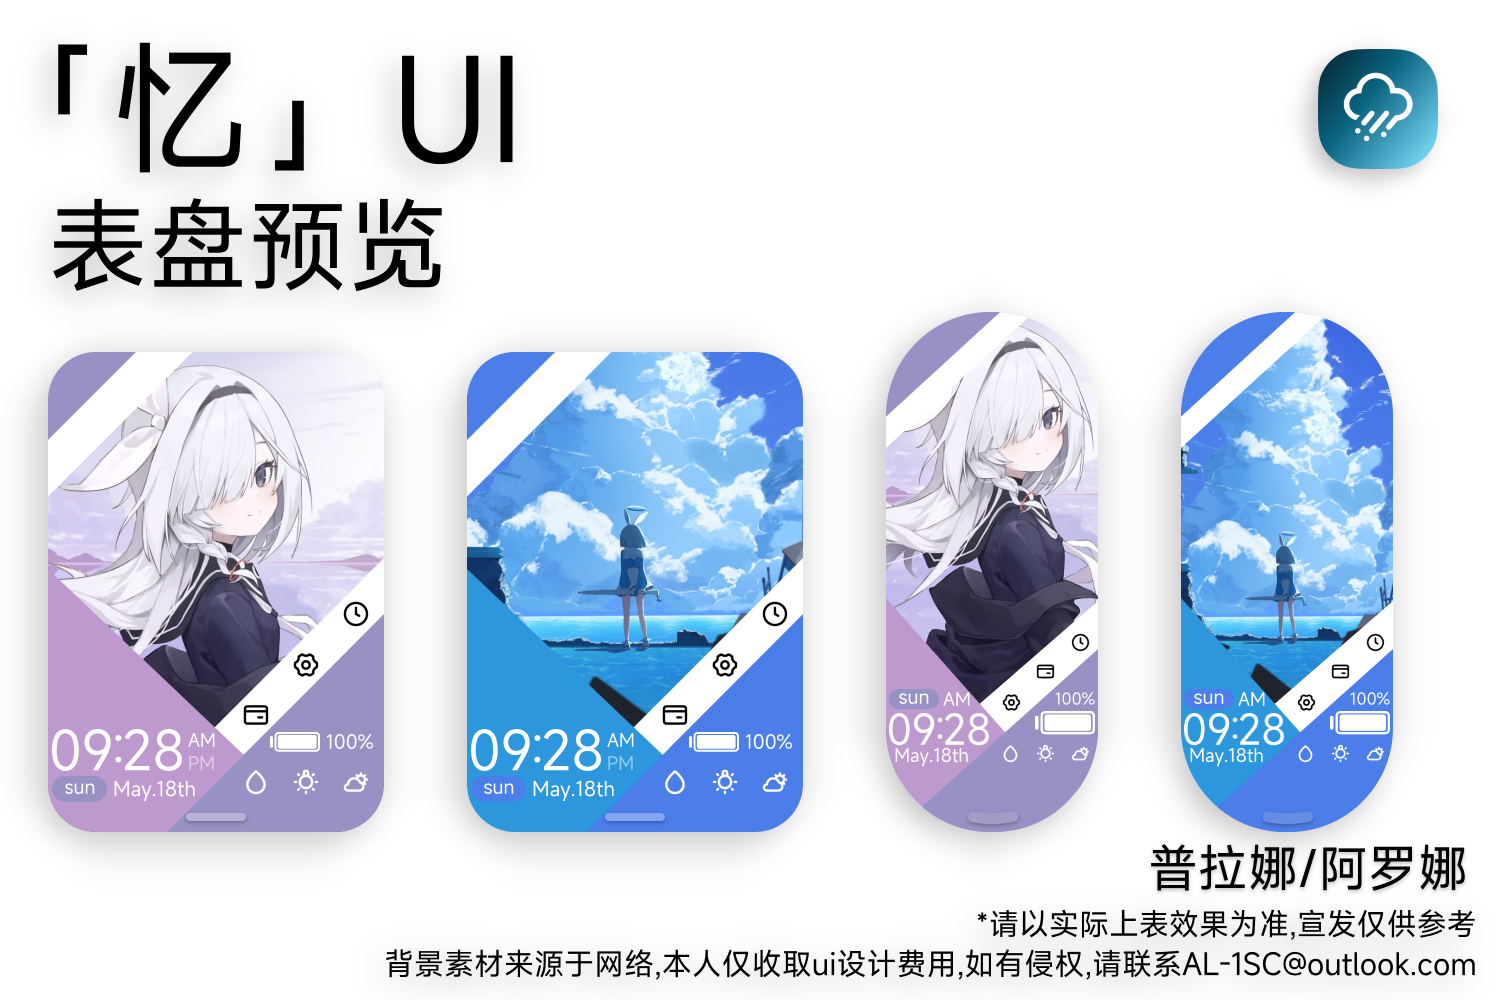 「忆」 UI
表盘预览
09:28 AM
PM
100%
sun May.18th
09:28 AM
PM
100%
sun May.18th
sun AM
100%
09:28
May.18th
sun AM
100%
09:28
May.18th
普拉娜/阿罗娜
*请以实际上表效果为准,宣发仅供参考
背景素材来源于网络,本人仅收取ui设计费用,如有侵权,请联系AL-1SC@outlook.com